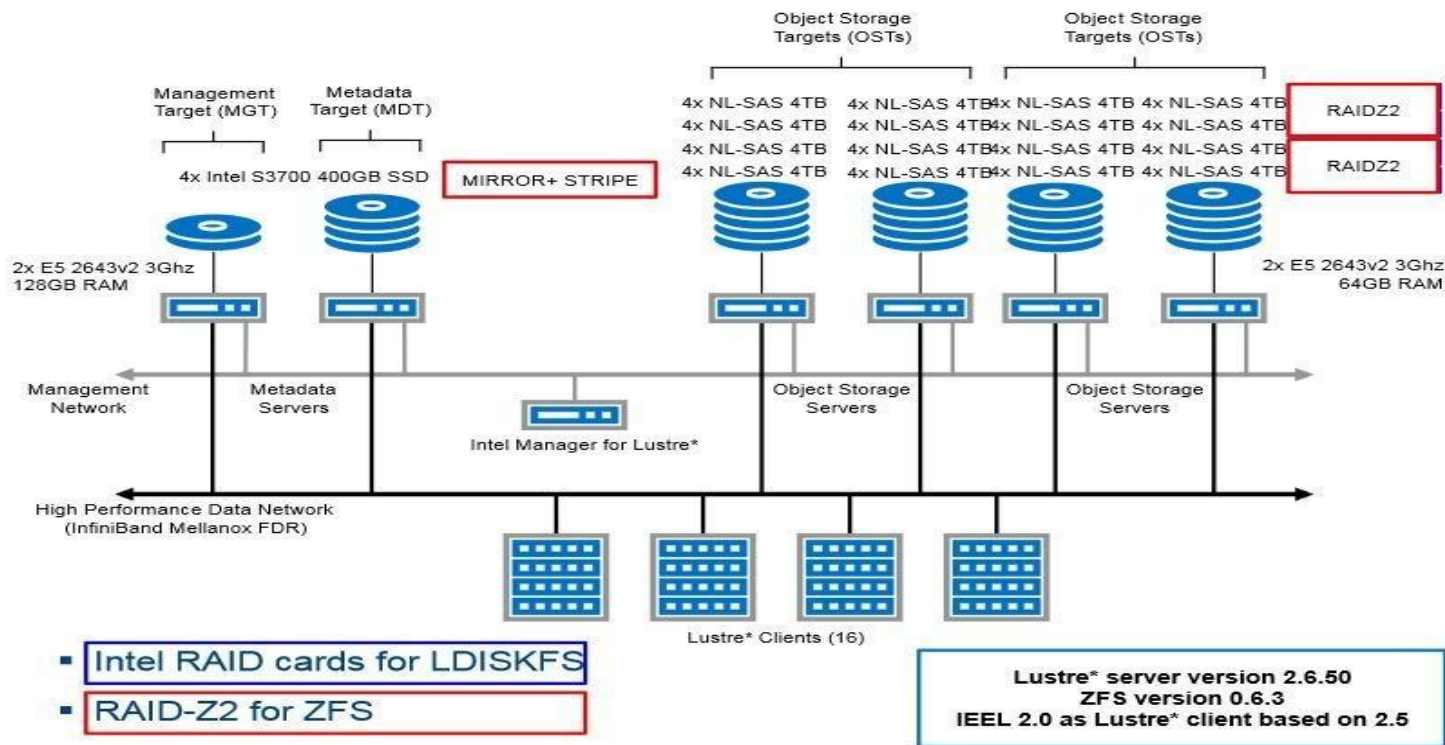 Object Storage
Targets (OSTs)
Object Storage
Targets (OSTs)
Management
Target (MGT)
Metadata
Target (MDT)
4x NL-SAS 4TB 4x NL-SAS 4TB 4x NL-SAS 4TB 4x NL-SAS 4TB
4x NL-SAS 4TB 4x NL-SAS 4TB 4x NL-SAS 4TB 4x NL-SAS 4TB
RAIDZ2
4x NL-SAS 4TB 4x NL-SAS 4TB 4x NL-SAS 4TB 4x NL-SAS 4TB
4x NL-SAS 4TB 4x NL-SAS 4TB 4x NL-SAS 4TB 4x NL-SAS 4TB
RAIDZ2
4x Intel S3700 400GB SSD
MIRROR+ STRIPE
2x E5 2643v2 3Ghz
128GB RAM
2x E5 2643v2 3Ghz
64GB RAM
Management
Network
Metadada
Servers
Object Storage
Servers
Object Storage
Servers
Intel Manager for Lustre*
High Performance Data Network
(InfiniBand Mellanox FDR)
Lustre* Clients (16)
▪ Intel RAID cards for LDISKFS
▪ RAID-Z2 for ZFS
Lustre* server version 2.6.50
ZFS version 0.6.3
IEEL 2.0 as Lustre* client based on 2.5